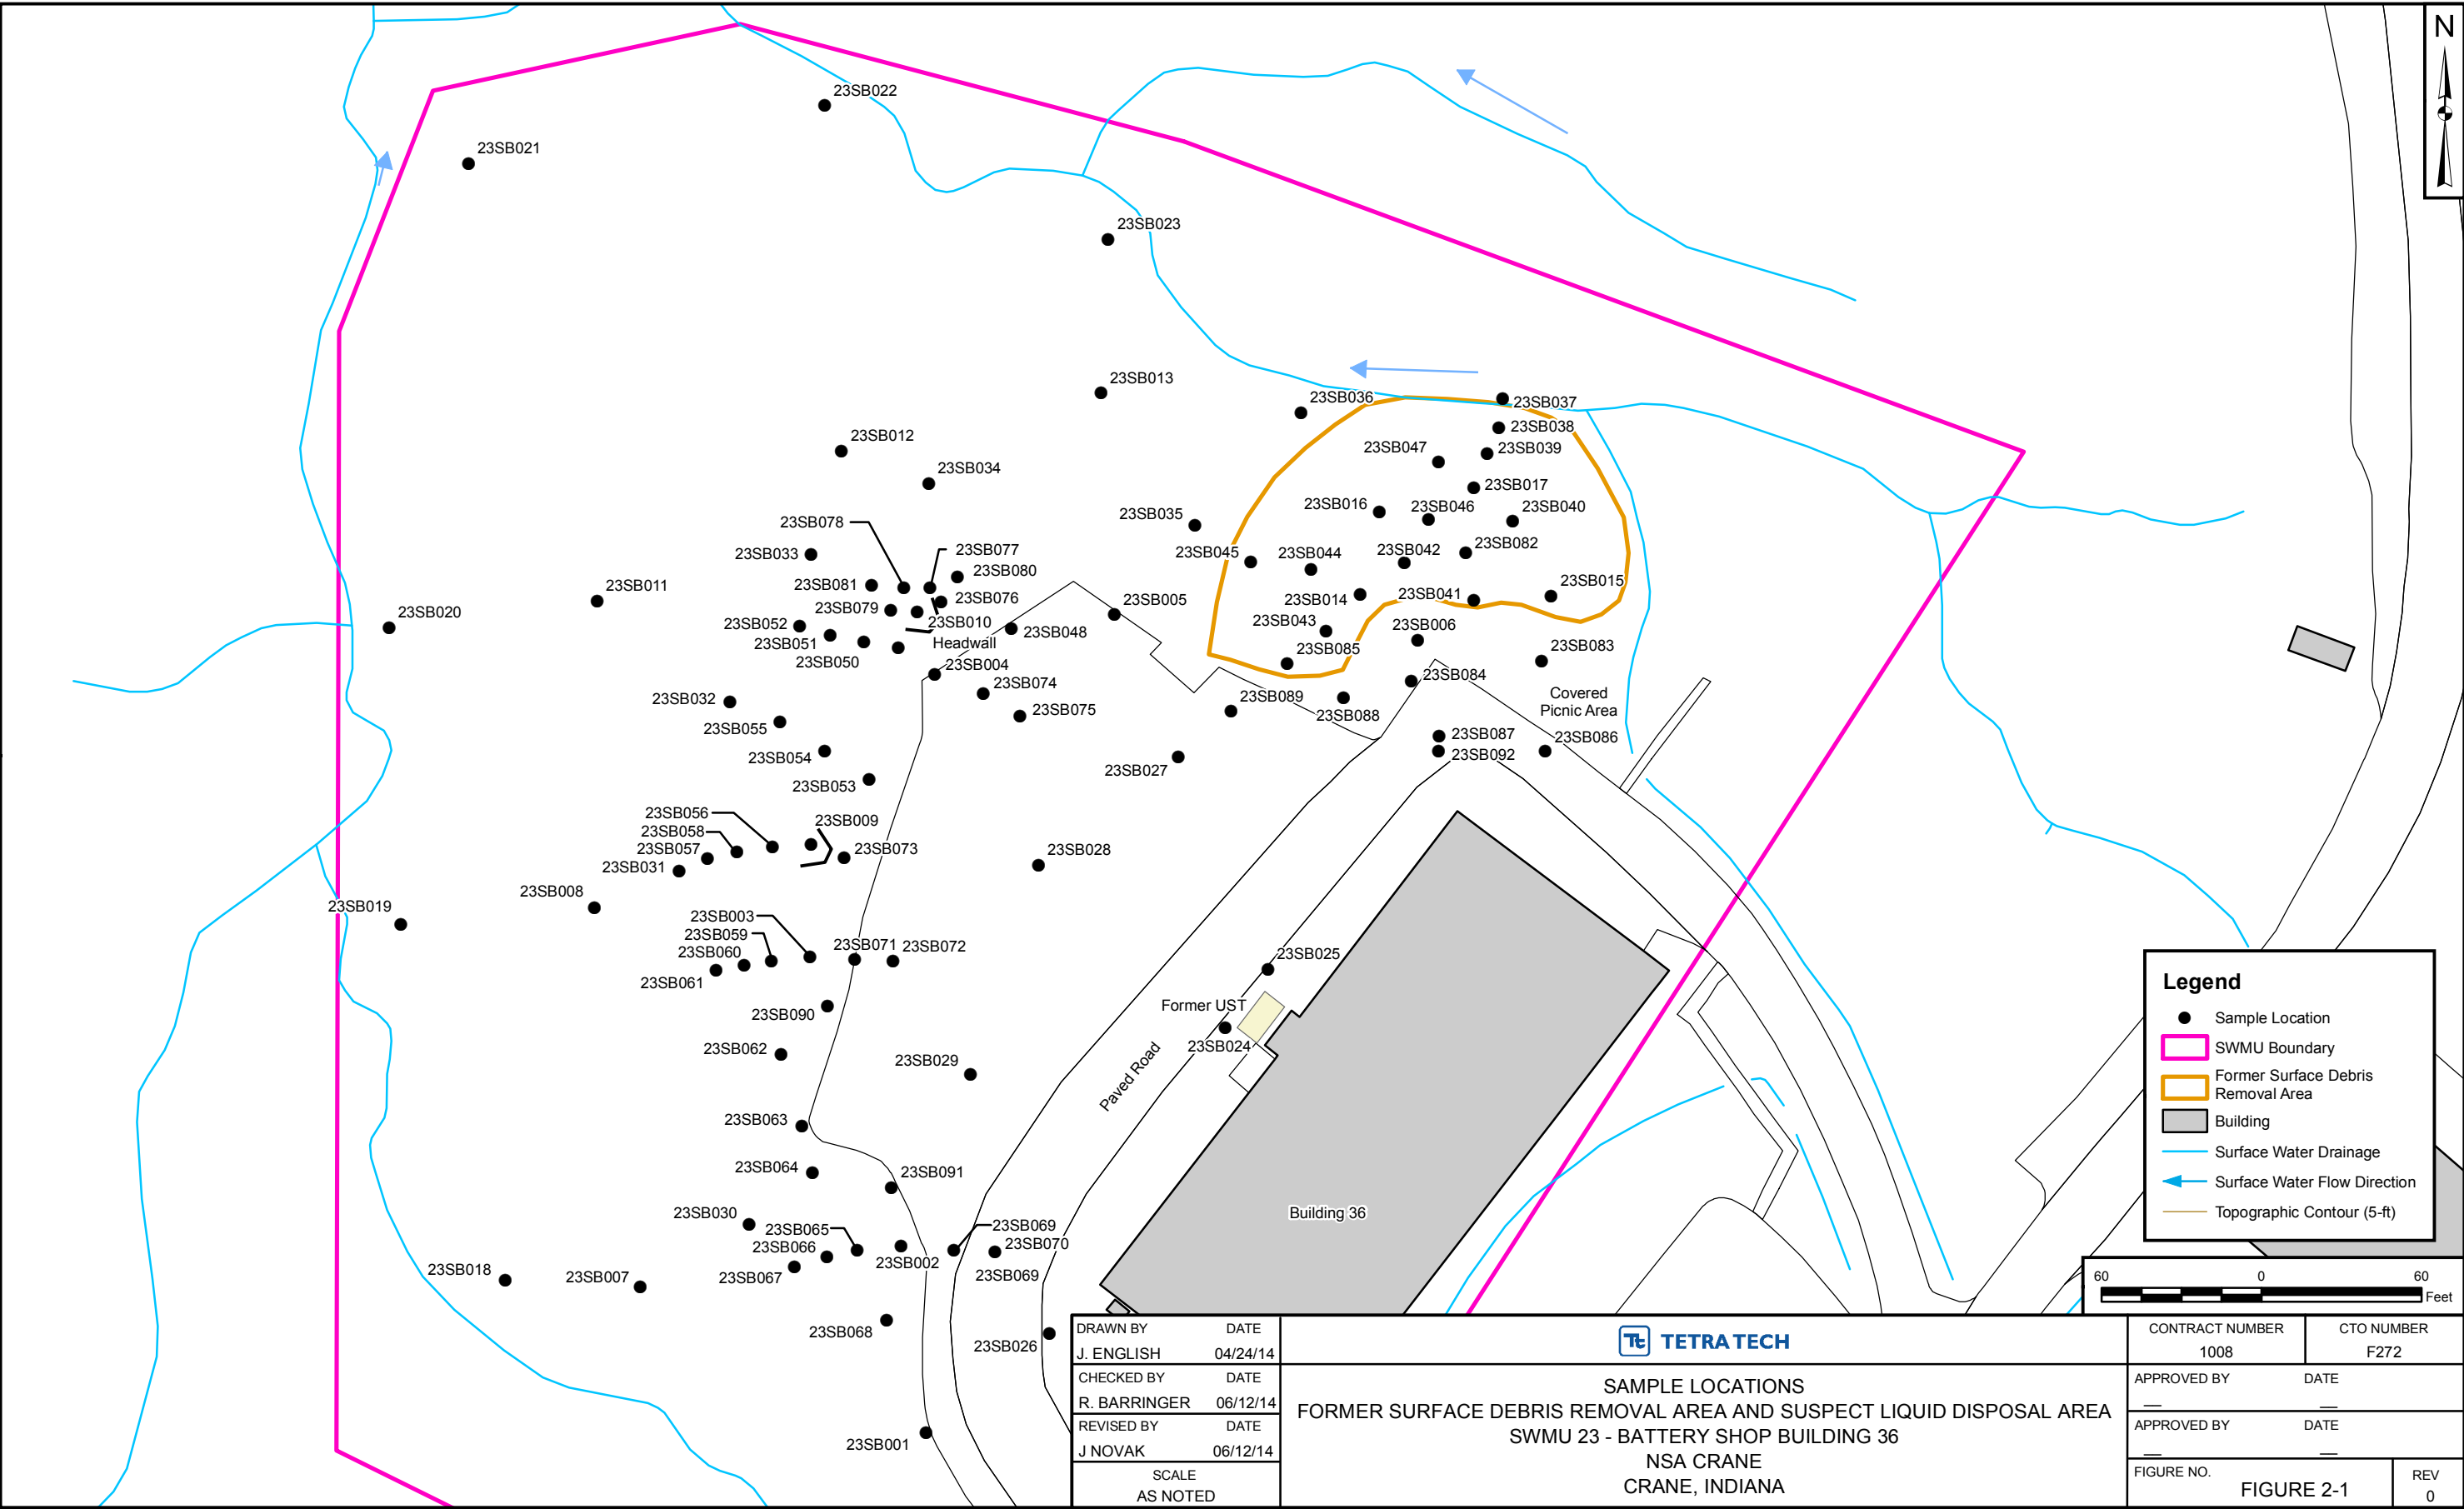 N
23SB022
23SB021
23SB023
23SB013
23SB036
23SB037
23SB038
23SB012
23SB047
23SB039
23SB034
23SB017
23SB016
23SB046
23SB040
23SB035
23SB078
23SB033
23SB077
23SB045
23SB044
23SB042
23SB082
23SB080
23SB081
23SB011
23SB015
23SB020
23SB079
23SB076
23SB005
23SB014
23SB041
23SB052
23SB010
23SB048
23SB043
23SB006
23SB051
Headwall
23SB050
23SB085
23SB083
23SB004
23SB084
23SB074
23SB032
23SB075
23SB089
23SB088
Covered
Picnic Area
23SB055
23SB087
23SB086
23SB054
23SB092
23SB027
23SB053
23SB056
23SB009
23SB058
23SB057
23SB073
23SB031
23SB028
23SB008
23SB019
23SB003
23SB059
23SB071
23SB072
23SB060
23SB061
23SB025
23SB090
Former UST
23SB062
23SB024
23SB029
Paved Road
23SB063
23SB064
23SB091
23SB030
23SB065
23SB069
23SB066
23SB070
23SB002
23SB067
23SB069
Building 36
23SB018
23SB007
23SB068
23SB026
23SB001
Legend
Sample Location
SWMU Boundary
Former Surface Debris
Removal Area
Building
Surface Water Drainage
Surface Water Flow Direction
Topographic Contour (5-ft)
60 0 60
Feet
DRAWN BY DATE
J. ENGLISH 04/24/14
CHECKED BY DATE
R. BARRINGER 06/12/14
REVISED BY DATE
J NOVAK 06/12/14
SCALE
AS NOTED
Tt TETRA TECH
SAMPLE LOCATIONS
FORMER SURFACE DEBRIS REMOVAL AREA AND SUSPECT LIQUID DISPOSAL AREA
SWMU 23 - BATTERY SHOP BUILDING 36
NSA CRANE
CRANE, INDIANA
CONTRACT NUMBER CTO NUMBER
1008 F272
APPROVED BY DATE
__ __
APPROVED BY DATE
__ __
FIGURE NO. REV
FIGURE 2-1 0